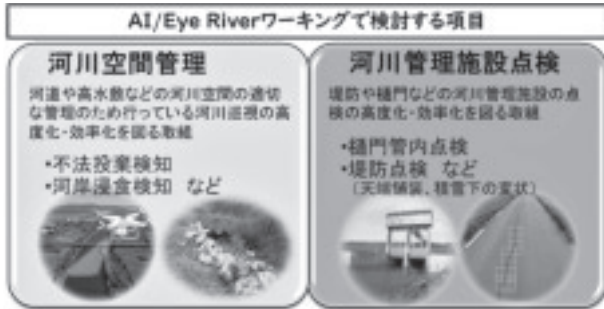 AI/Eye Riverワーキングで検討する項目
河川空間管理
河道や高水敷などの河川空間の適切
な管理のため行っている河川巡視の高
度化・効率化を図る取組
・不法投棄検知
・河岸浸食検知 など
河川管理施設点検
堤防や樋門などの河川管理施設の点
検の高度化・効率化を図る取組
・樋門管内点検
・堤防点検 など
(天端舗装、積雪下の変状)